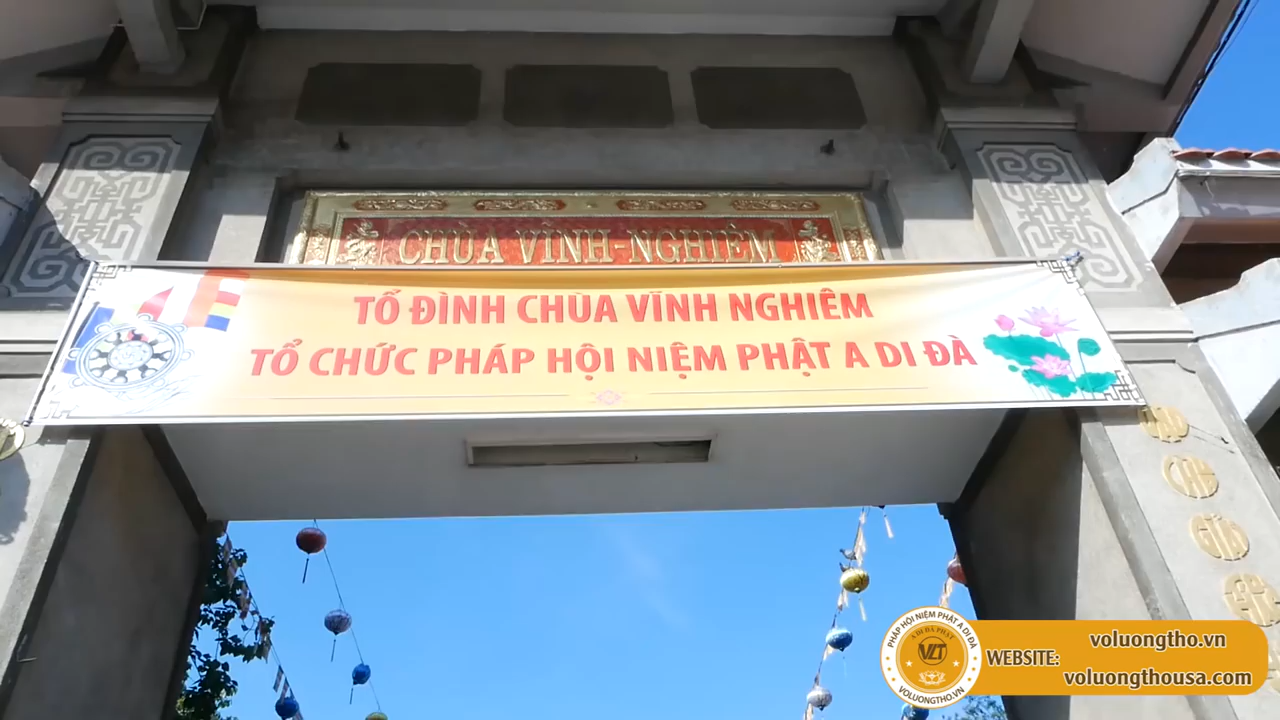 CHÙA VĨNH-NGHIÊM
TỔ ĐÌNH CHÙA VĨNH NGHIÊM
TỔ CHỨC PHÁP HỘI NIỆM PHẬT A DI ĐÀ
PHÁP HỘI NIỆM PHẬT A DI ĐÀ
A DI ĐÀ PHẬT
VLT
VOLUONGTHO.VN
WEBSITE:
voluongtho.vn
voluongthousa.com